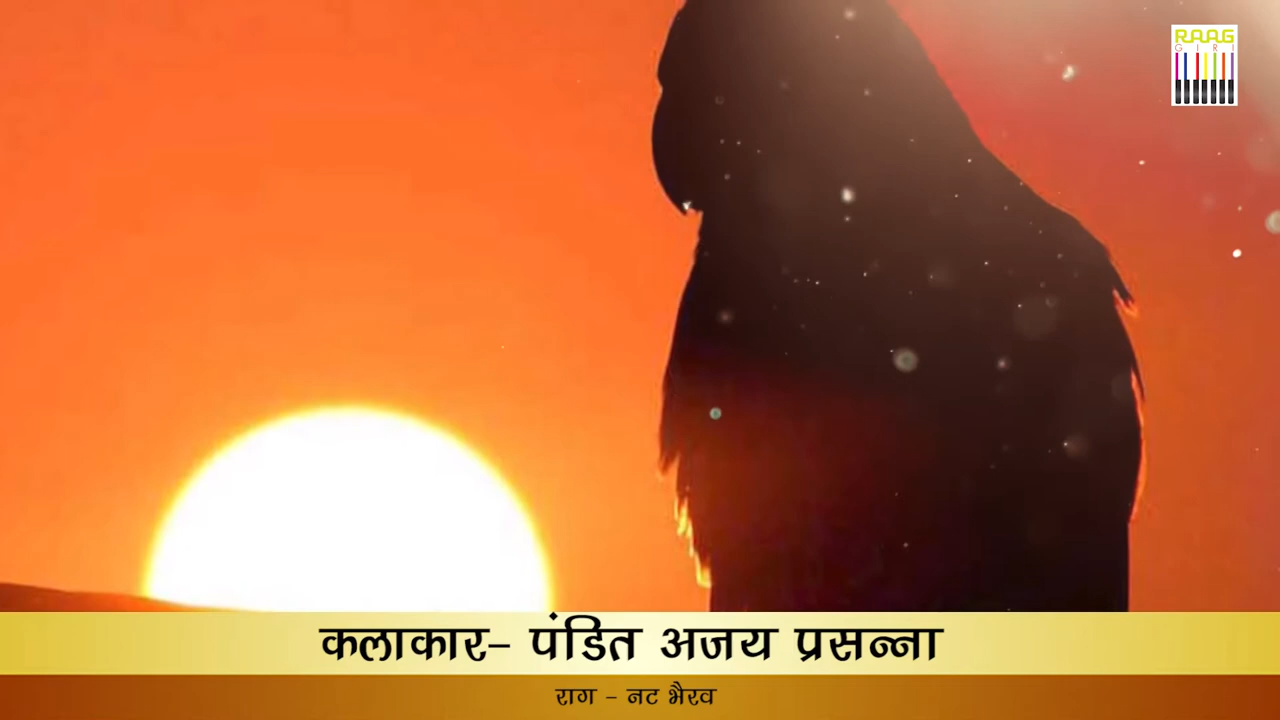 RAAG
GIRI
कलाकार– पंडित अजय प्रसन्ना
राग – नट भैरव